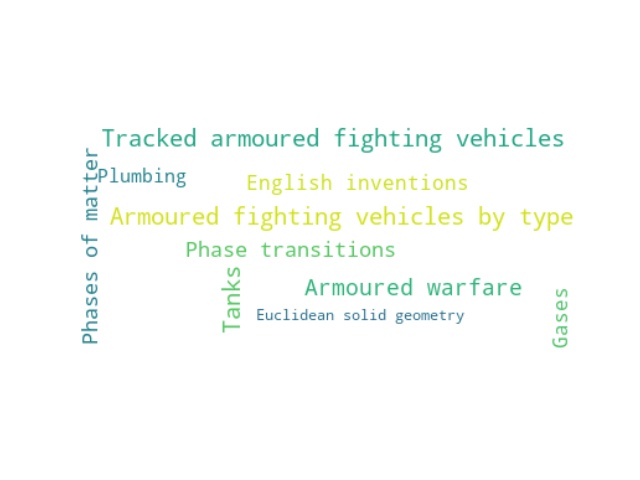 Tracked armoured fighting vehicles
Phases of matter
Plumbing
English inventions
Armoured fighting vehicles by type
Phase transitions
Tanks
Armoured warfare
Gases
Euclidean solid geometry